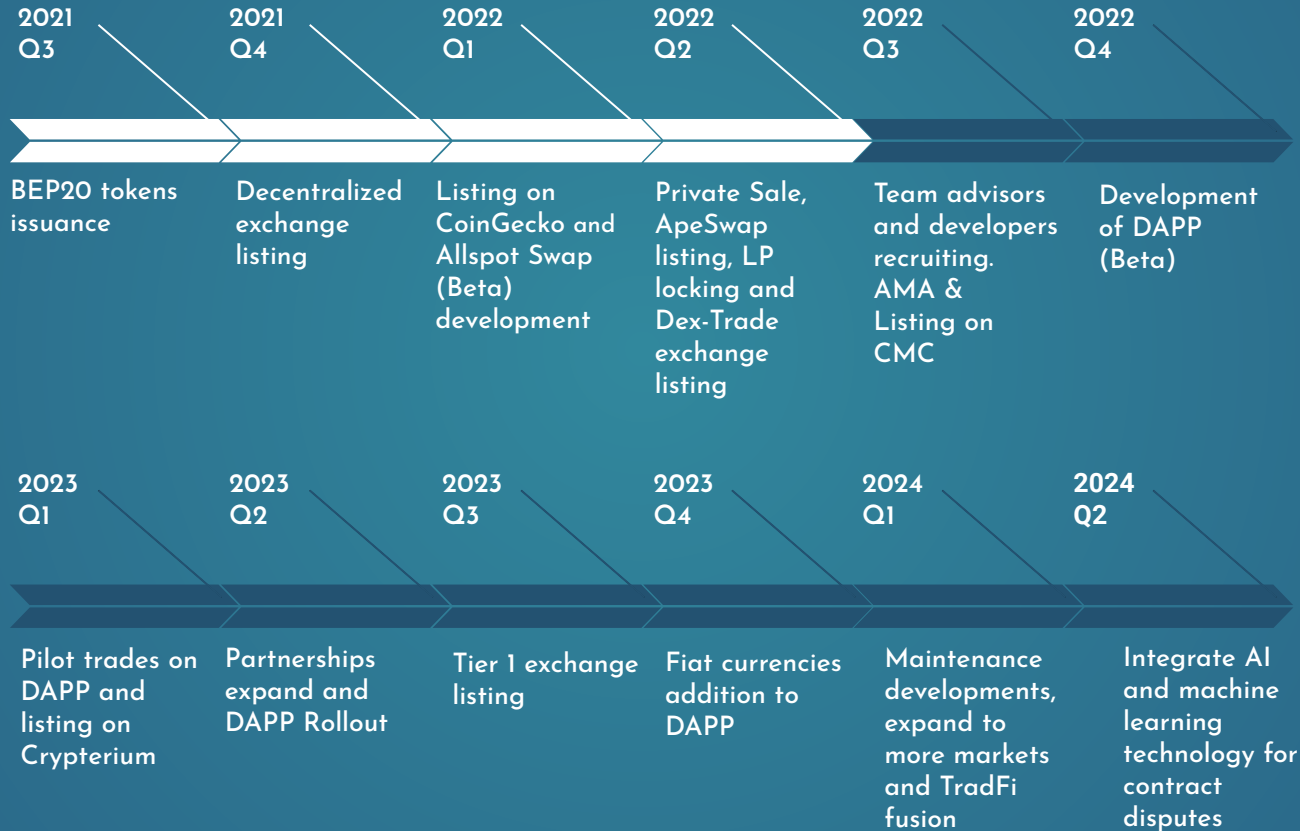 2021
Q3
2021
Q4
2022
Q1
2022
Q2
2022
Q3
2022
Q4
BEP20 tokens
issuance
Decentralized
exchange
listing
Listing on
CoinGecko and
Allspot Swap
(Beta)
development
Private Sale,
ApeSwap
listing, LP
locking and
Dex-Trade
exchange
listing
Team advisors
and developers
recruiting.
AMA &
Listing on
CMC
Development
of DAPP
(Beta)
2023
Q1
2023
Q2
2023
Q3
2023
Q4
2024
Q1
2024
Q2
Pilot trades on
DAPP and
listing on
Crypterium
Partnerships
expand and
DAPP Rollout
Tier 1 exchange
listing
Fiat currencies
addition to
DAPP
Maintenance
developments,
expand to
more markets
and TradFi
fusion
Integrate AI
and machine
learning
technology for
contract
disputes